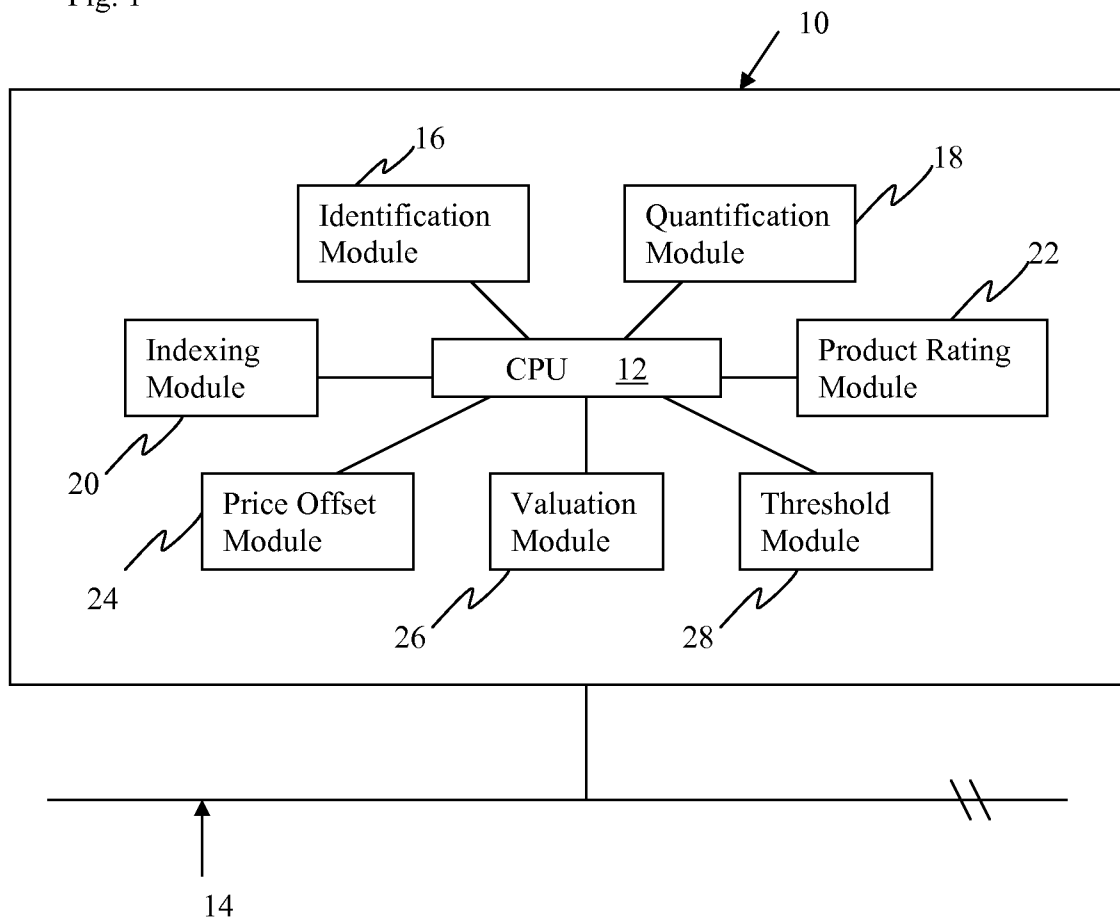 Fig. 1
10
16
18
Identification
Module
Quantification
Module
22
Indexing
Module
CPU 12
Product Rating
Module
20
Price Offset
Module
Valuation
Module
Threshold
Module
24
26
28
14